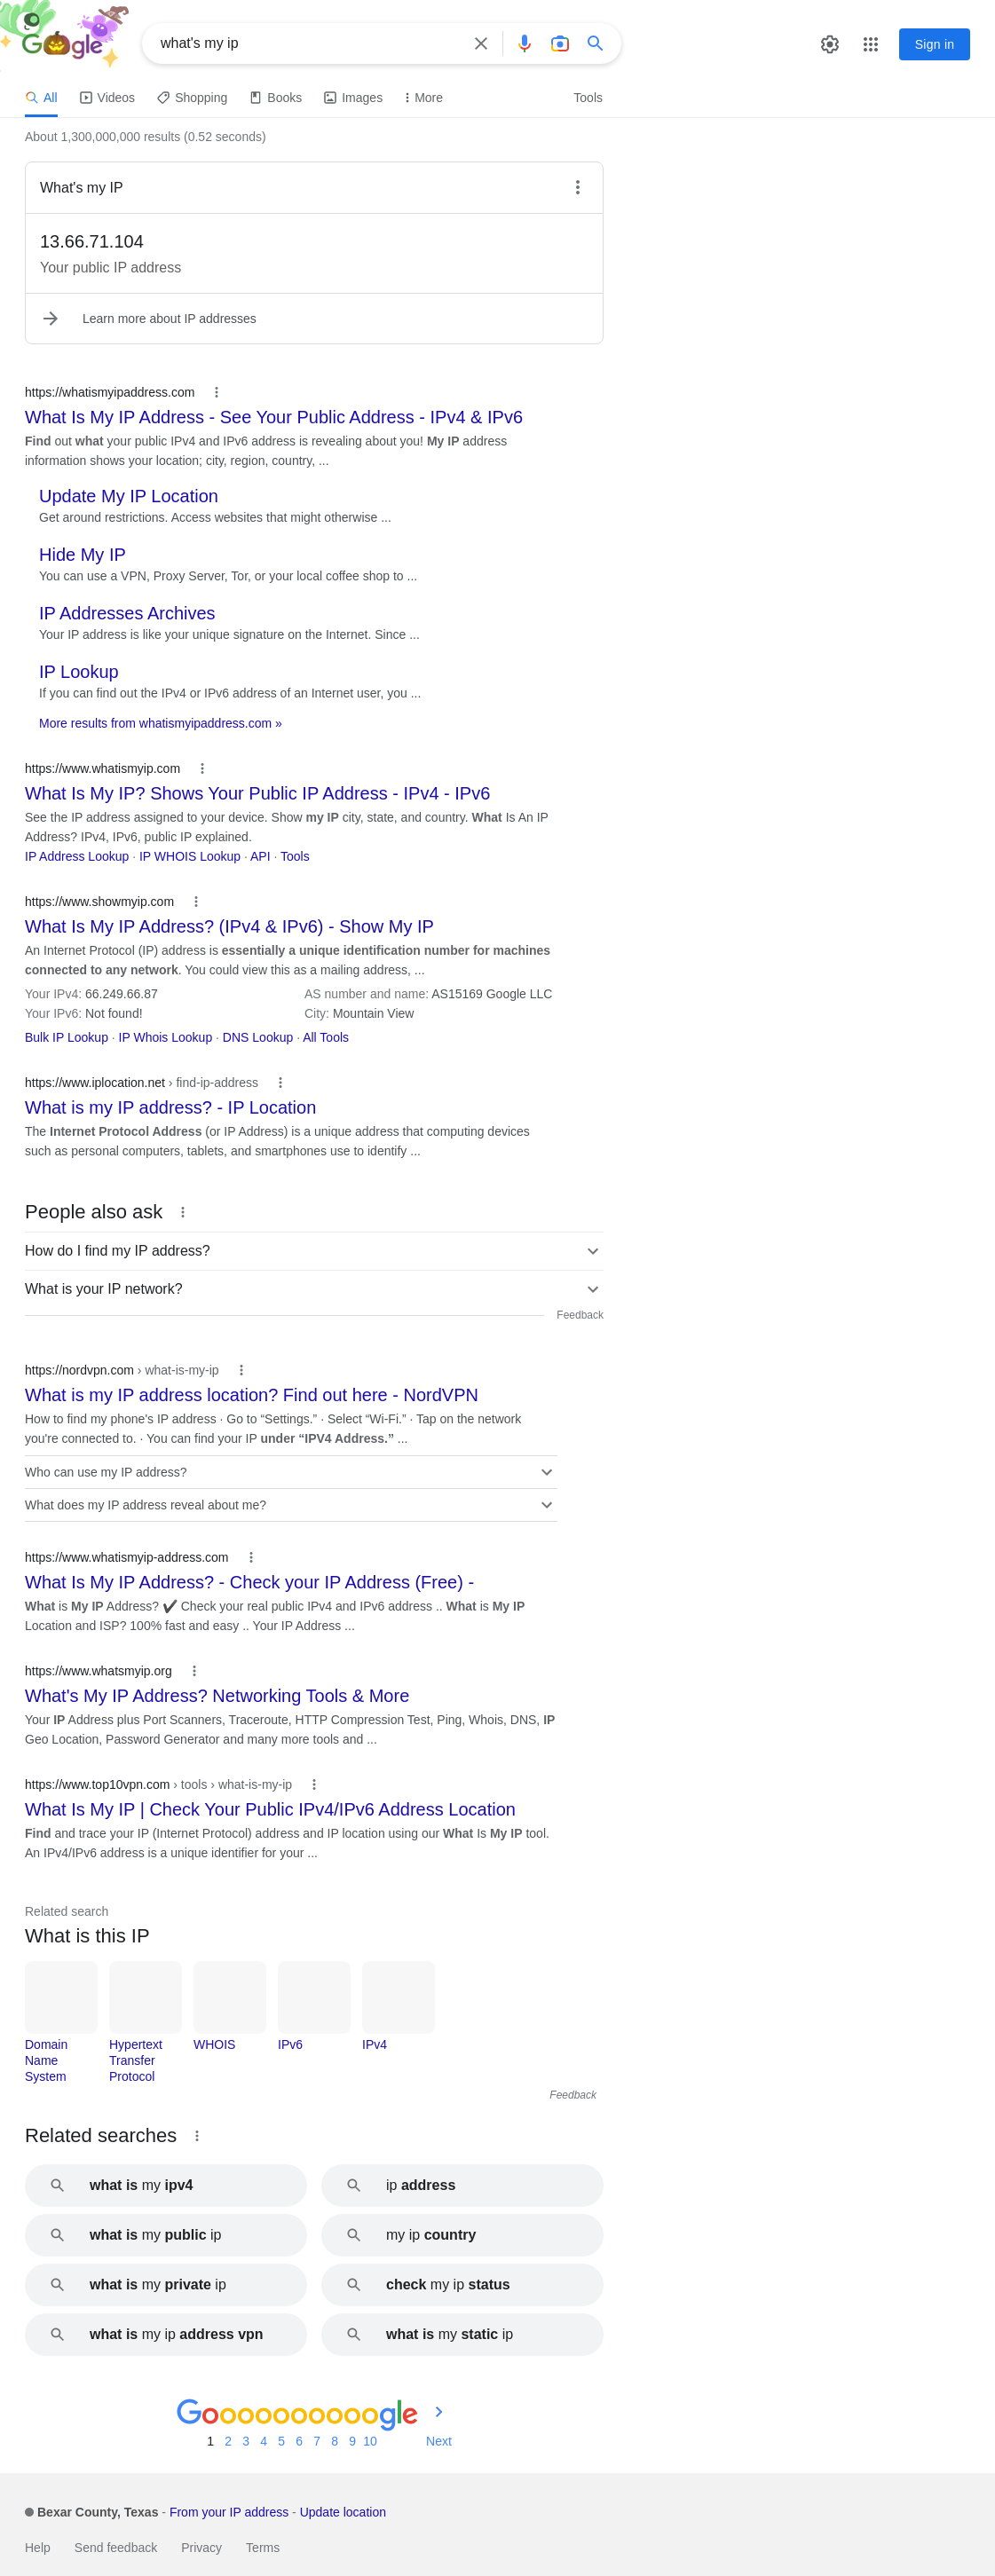 Google
what's my ip
Sign in
All
Videos
Shopping
Books
Images
More
Tools
About 1,300,000,000 results (0.52 seconds)
What's my IP
13.66.71.104
Your public IP address
Learn more about IP addresses
https://whatismyipaddress.com
What Is My IP Address - See Your Public Address - IPv4 & IPv6
Find out what your public IPv4 and IPv6 address is revealing about you! My IP address
information shows your location; city, region, country, ...
Update My IP Location
Get around restrictions. Access websites that might otherwise ...
Hide My IP
You can use a VPN, Proxy Server, Tor, or your local coffee shop to ...
IP Addresses Archives
Your IP address is like your unique signature on the Internet. Since ...
IP Lookup
If you can find out the IPv4 or IPv6 address of an Internet user, you ...
More results from whatismyipaddress.com »
https://www.whatismyip.com
What Is My IP? Shows Your Public IP Address - IPv4 - IPv6
See the IP address assigned to your device. Show my IP city, state, and country. What Is An IP
Address? IPv4, IPv6, public IP explained.
IP Address Lookup · IP WHOIS Lookup · API · Tools
https://www.showmyip.com
What Is My IP Address? (IPv4 & IPv6) - Show My IP
An Internet Protocol (IP) address is essentially a unique identification number for machines
connected to any network. You could view this as a mailing address, ...
Your IPv4: 66.249.66.87
AS number and name: AS15169 Google LLC
Your IPv6: Not found!
City: Mountain View
Bulk IP Lookup · IP Whois Lookup · DNS Lookup · All Tools
https://www.iplocation.net › find-ip-address
What is my IP address? - IP Location
The Internet Protocol Address (or IP Address) is a unique address that computing devices
such as personal computers, tablets, and smartphones use to identify ...
People also ask
How do I find my IP address?
What is your IP network?
Feedback
https://nordvpn.com › what-is-my-ip
What is my IP address location? Find out here - NordVPN
How to find my phone's IP address · Go to “Settings.” · Select “Wi-Fi.” · Tap on the network
you're connected to. · You can find your IP under “IPV4 Address.” ...
Who can use my IP address?
What does my IP address reveal about me?
https://www.whatismyip-address.com
What Is My IP Address? - Check your IP Address (Free) -
What is My IP Address? ✔️ Check your real public IPv4 and IPv6 address .. What is My IP
Location and ISP? 100% fast and easy .. Your IP Address ...
https://www.whatsmyip.org
What's My IP Address? Networking Tools & More
Your IP Address plus Port Scanners, Traceroute, HTTP Compression Test, Ping, Whois, DNS, IP
Geo Location, Password Generator and many more tools and ...
https://www.top10vpn.com › tools › what-is-my-ip
What Is My IP | Check Your Public IPv4/IPv6 Address Location
Find and trace your IP (Internet Protocol) address and IP location using our What Is My IP tool.
An IPv4/IPv6 address is a unique identifier for your ...
Related search
What is this IP
Domain
Name
System
Hypertext
Transfer
Protocol
WHOIS
IPv6
IPv4
Feedback
Related searches
what is my ipv4
ip address
what is my public ip
my ip country
what is my private ip
check my ip status
what is my ip address vpn
what is my static ip
Goooooooooogle
1 2 3 4 5 6 7 8 9 10 Next
Bexar County, Texas - From your IP address - Update location
Help
Send feedback
Privacy
Terms